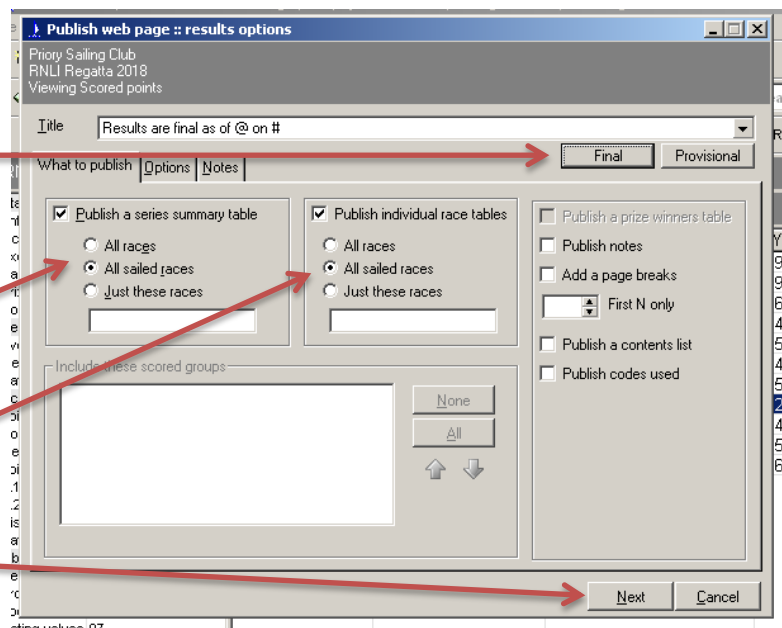 Publish web page :: results options
Priory Sailing Club
RNLI Regatta 2018
Viewing Scored points
Title
Results are final as of @ on #
Final
Provisional
What to publish
Options
Notes
Publish a series summary table
All races
All sailed races
Just these races
Publish individual race tables
All races
All sailed races
Just these races
Publish a prize winners table
Publish notes
Add a page breaks
First N only
Publish a contents list
Publish codes used
Include these scored groups
None
All
Next
Cancel